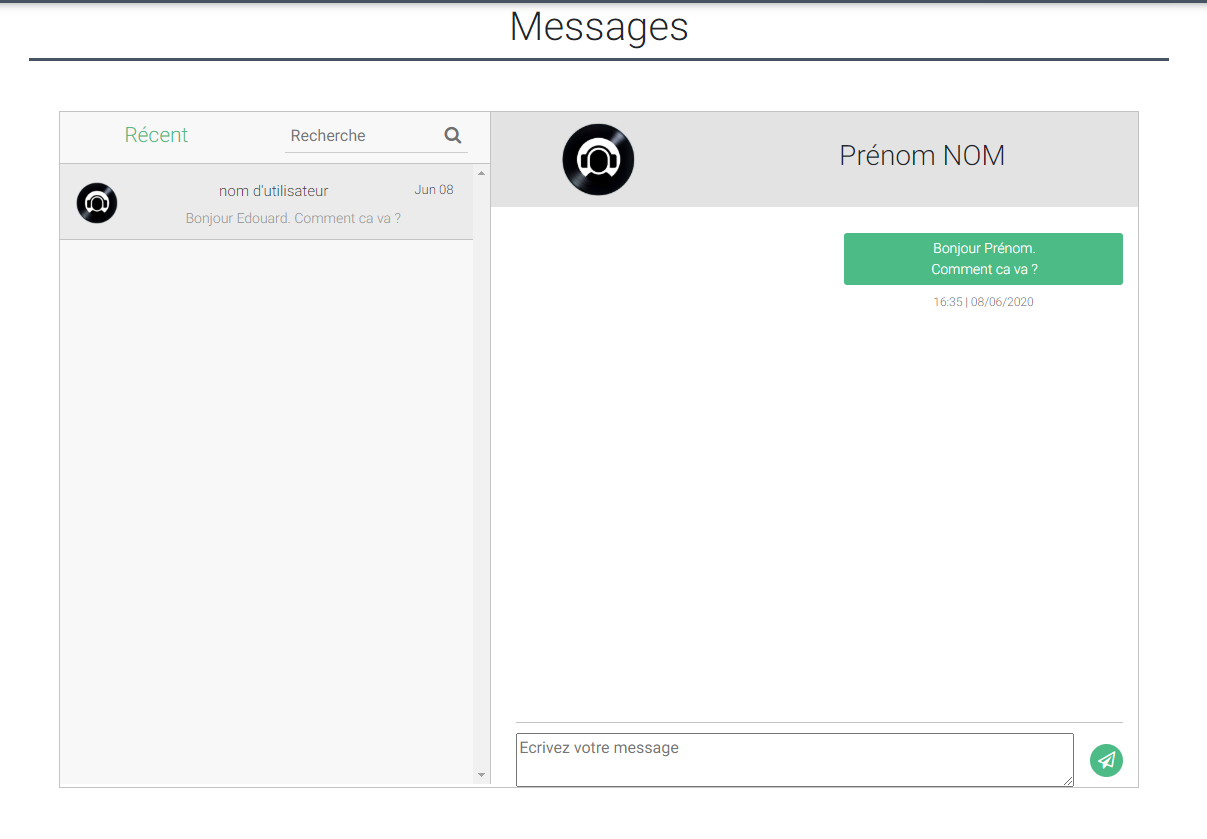 Messages
Récent
Recherche
nom d'utilisateur
Jun 08
Bonjour Edouard. Comment ca va ?
Prénom NOM
Bonjour Prénom.
Comment ca va ?
16:35 | 08/06/2020
Ecrivez votre message